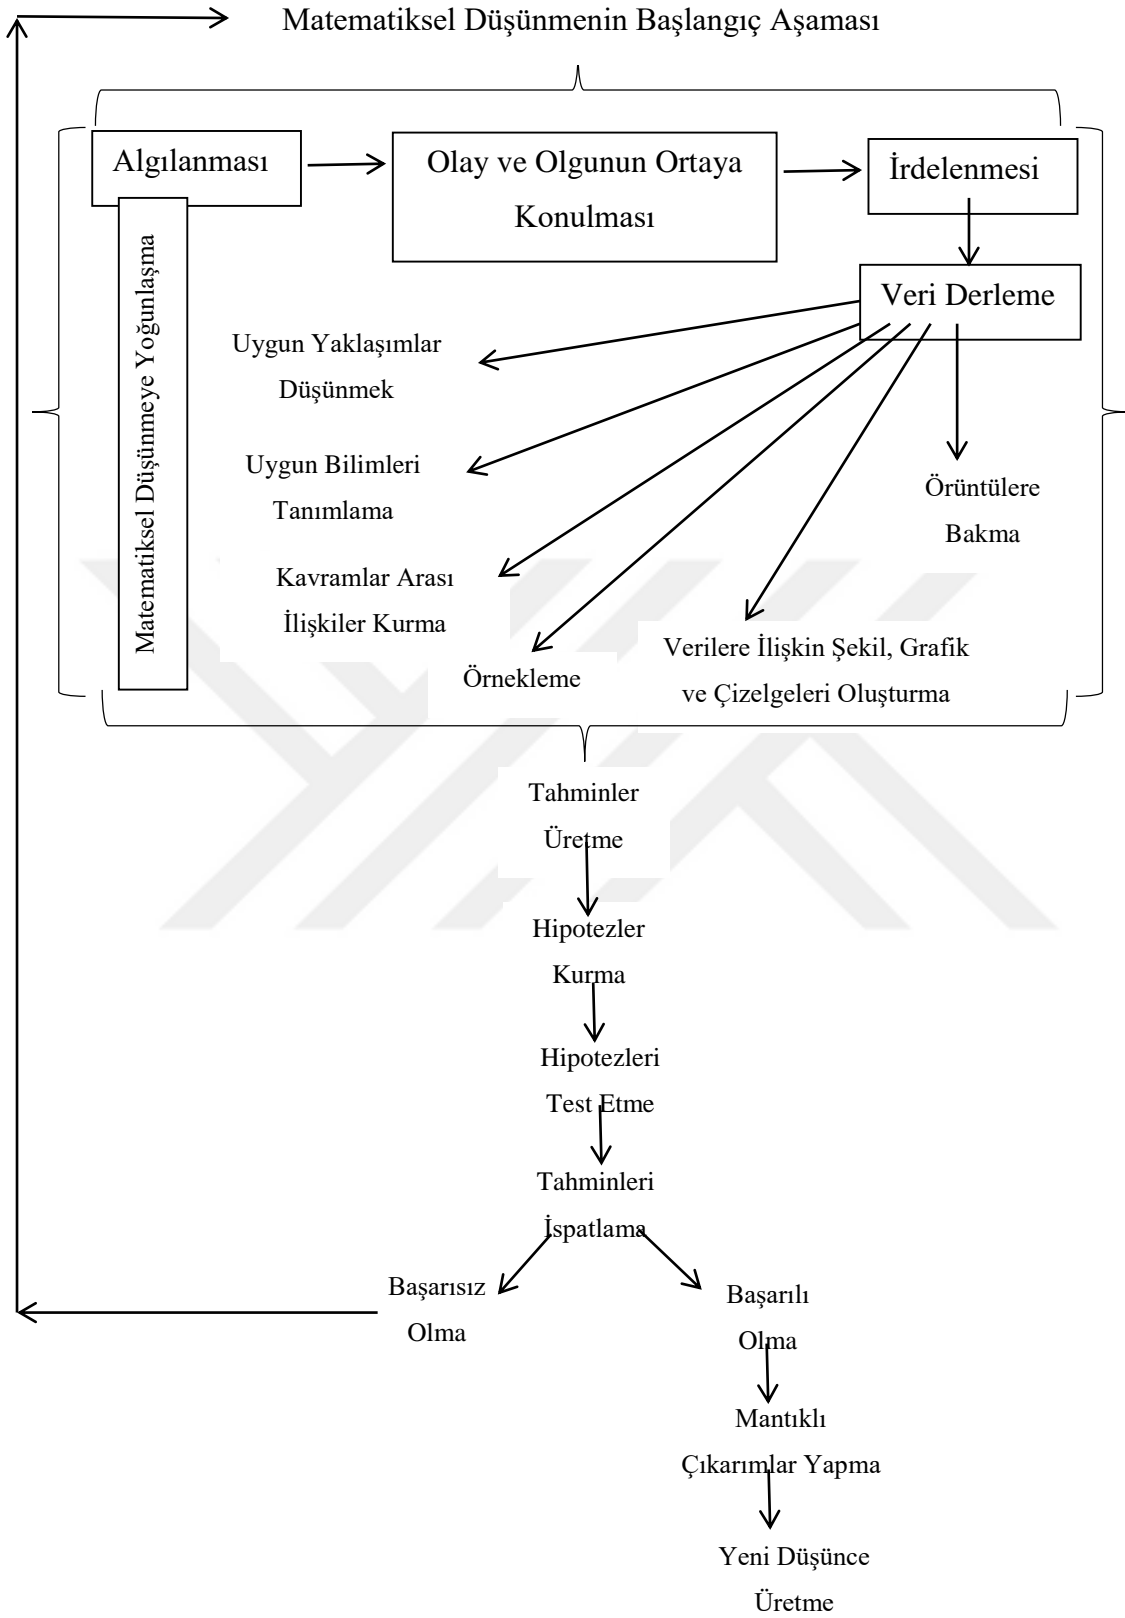 Matematiksel Düşünmenin Başlangıç Aşaması
Algılanması
Olay ve Olgunun Ortaya
Konulması
İrdelenmesi
Matematiksel Düşünmeye Yoğunlaşma
Veri Derleme
Uygun Yaklaşımlar
Düşünmek
Uygun Bilimleri
Tanımlama
Kavramlar Arası
İlişkiler Kurma
Örnekleme
Verilere İlişkin Şekil, Grafik
ve Çizelgeleri Oluşturma
Örüntülere
Bakma
Tahminler
Üretme
Hipotezler
Kurma
Hipotezleri
Test Etme
Tahminleri
İspatlama
Başarısız
Olma
Başarılı
Olma
Mantıklı
Çıkarımlar Yapma
Yeni Düşünce
Üretme